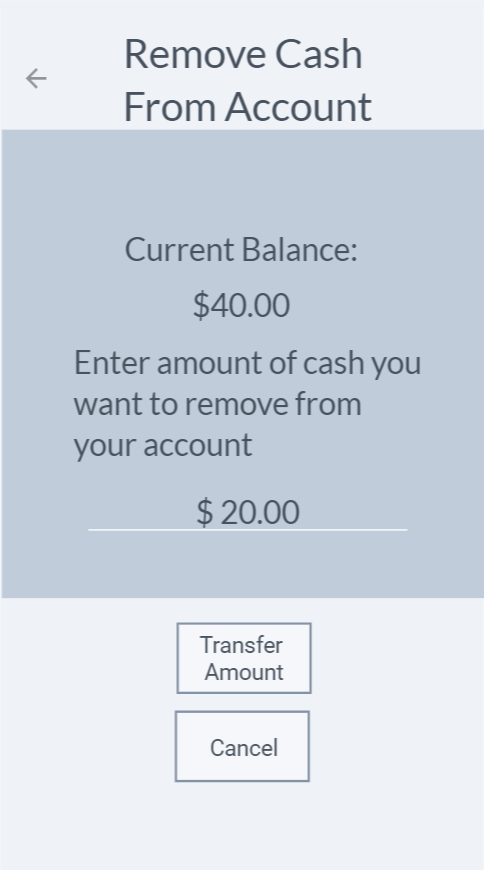 Remove Cash
From Account
Current Balance:
$40.00
Enter amount of cash you
want to remove from
your account
$ 20.00
Transfer
Amount
Cancel